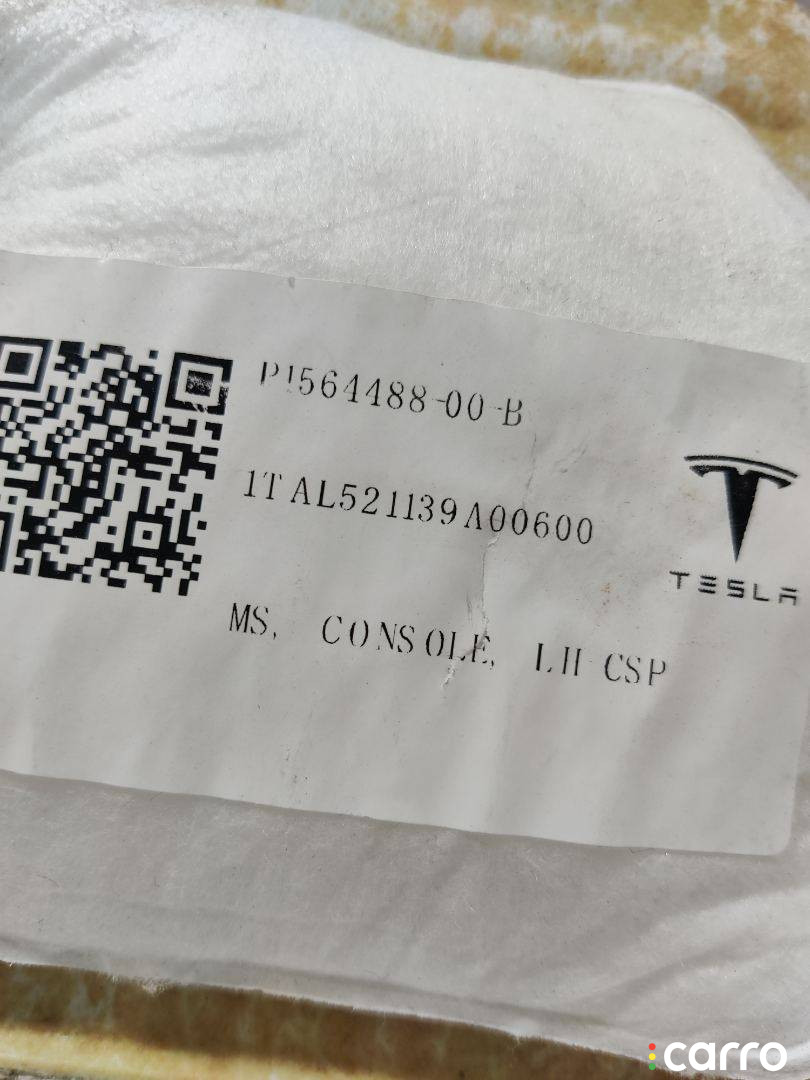 P1564488-00-B
1TAL521139A00600
TESLA
MS, CONSOLE, LH CSP
carro